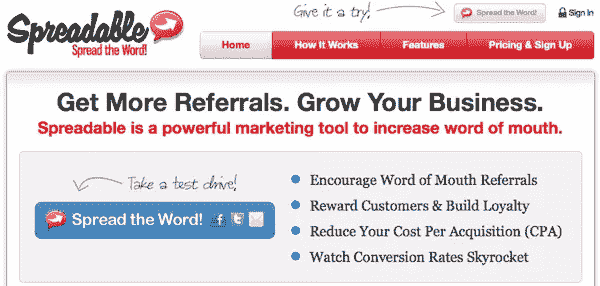 Spreadable
Spread the Word!
Give it a try!
Spread the Word!
Sign In
Home
How It Works
Features
Pricing & Sign Up
Get More Referrals. Grow Your Business.
Spreadable is a powerful marketing tool to increase word of mouth.
Take a test drive!
Spread the Word!
Encourage Word of Mouth Referrals
Reward Customers & Build Loyalty
Reduce Your Cost Per Acquisition (CPA)
Watch Conversion Rates Skyrocket